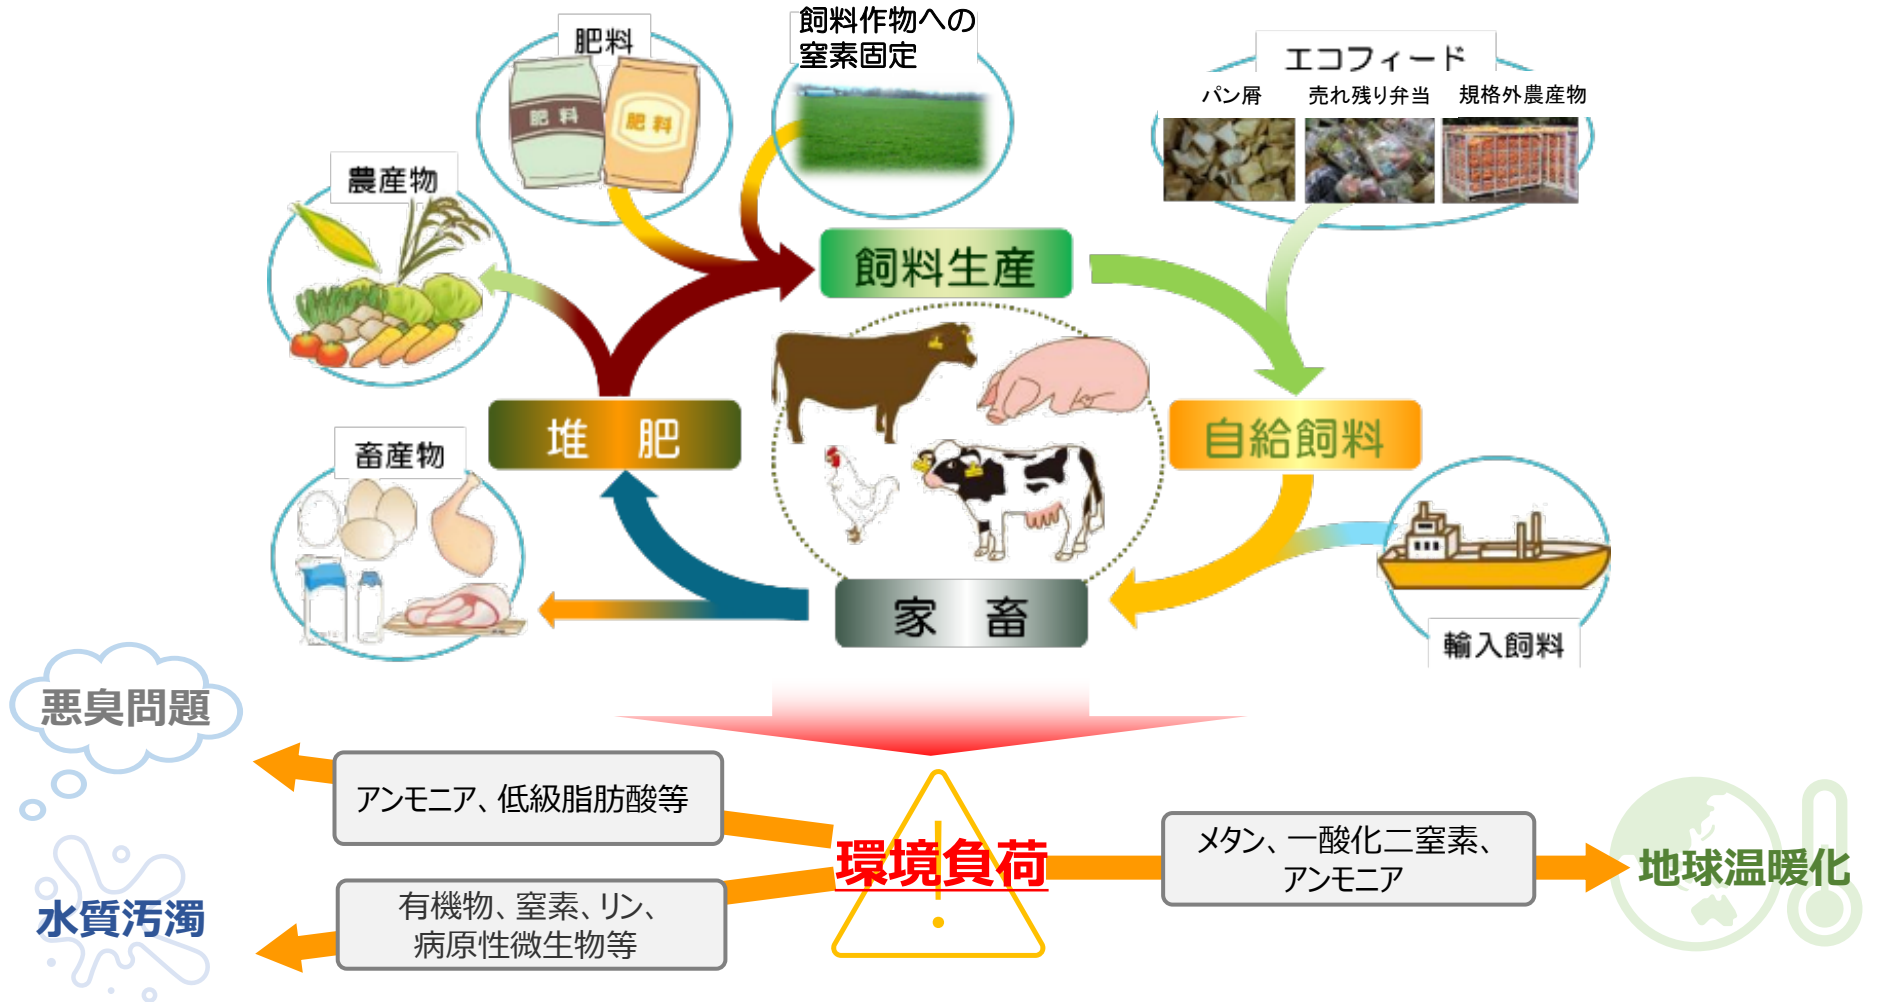 肥料
飼料作物への
窒素固定
エコフィード
パン屑
売れ残り弁当
規格外農産物
肥料
肥料
農産物
飼料生産
堆 肥
自給飼料
畜産物
家 畜
輸入飼料
悪臭問題
アンモニア、低級脂肪酸等
環境負荷
メタン、一酸化二窒素、
アンモニア
地球温暖化
水質汚濁
有機物、窒素、リン、
病原性微生物等